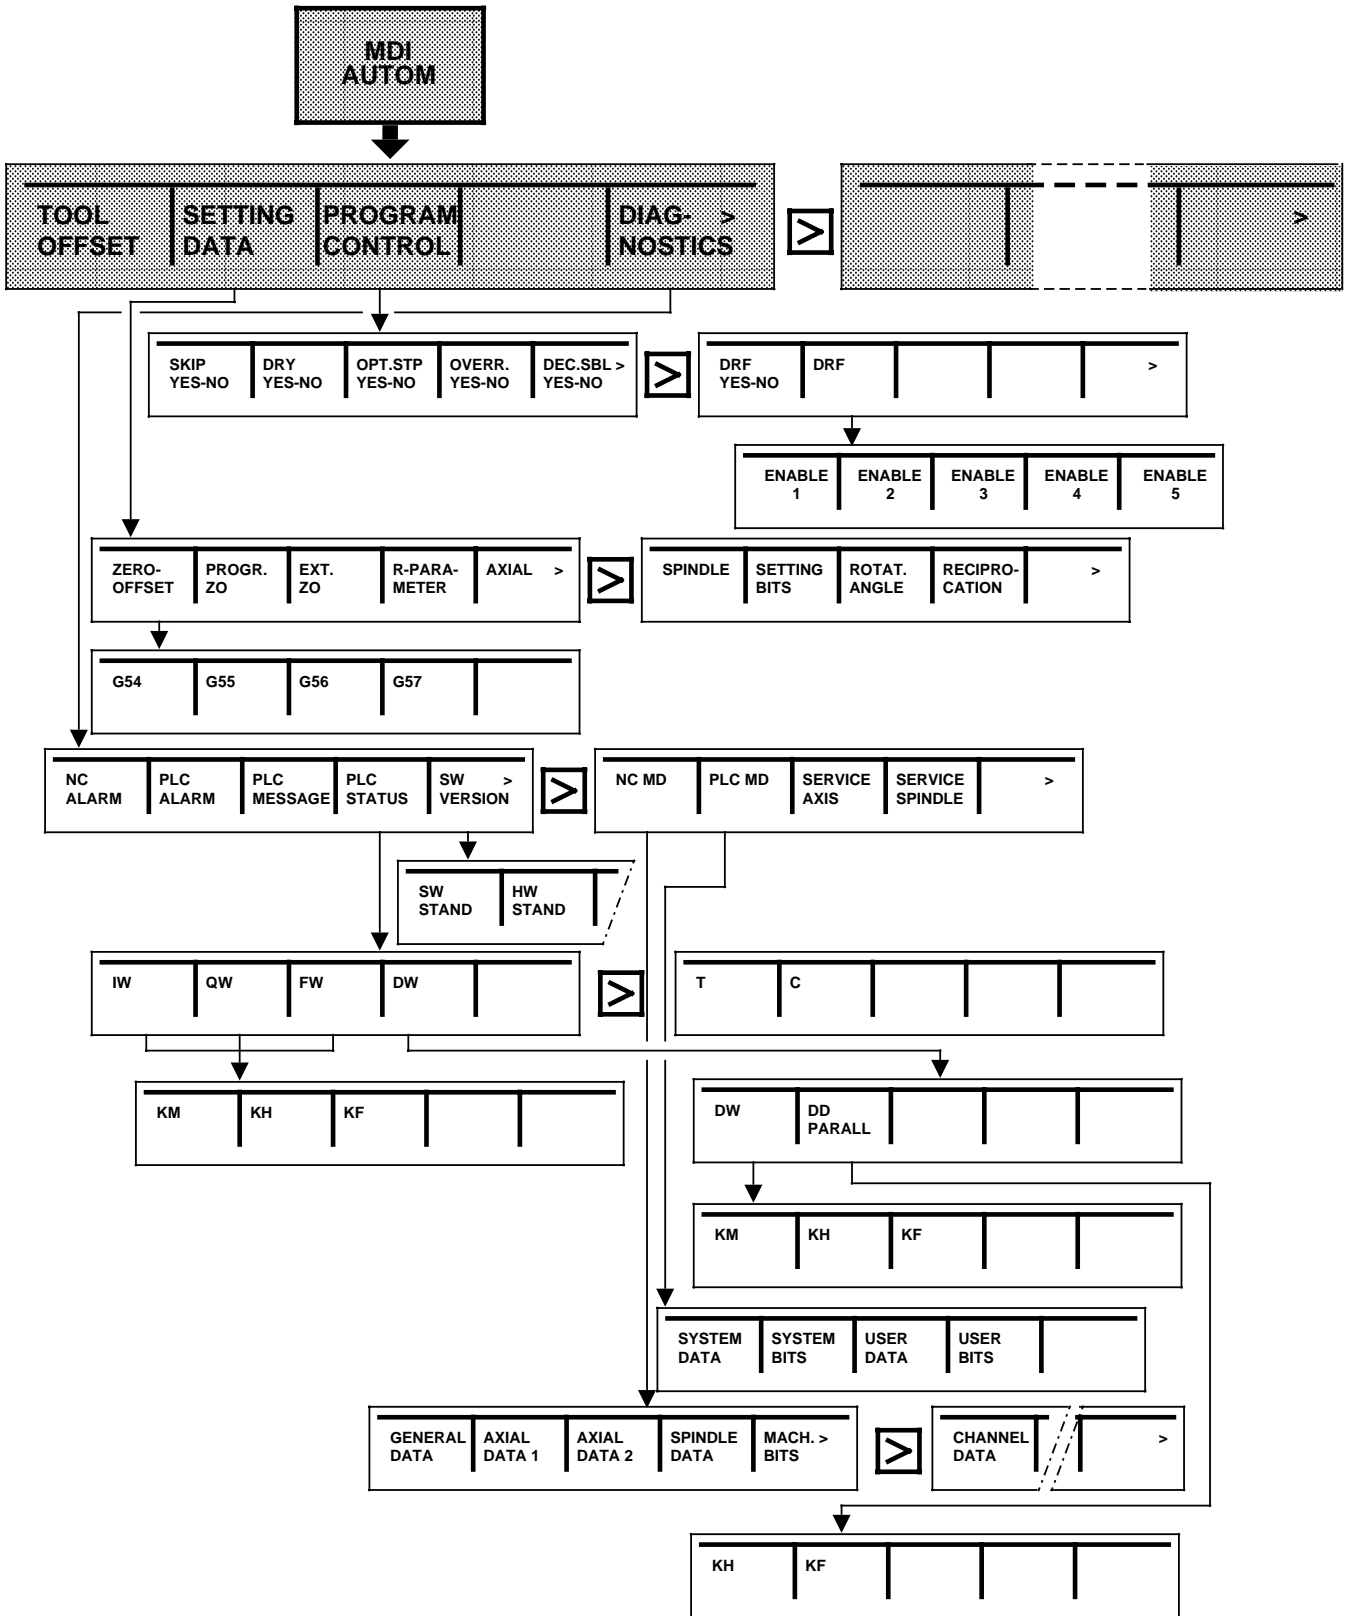 MDI
AUTOM
TOOL OFFSET
SETTING DATA
PROGRAM CONTROL
DIAG- >
NOSTICS
>
>
SKIP YES-NO
DRY YES-NO
OPT.STP YES-NO
OVERR. YES-NO
DEC.SBL > YES-NO
>
DRF YES-NO
DRF
>
ENABLE 1
ENABLE 2
ENABLE 3
ENABLE 4
ENABLE 5
ZERO-
OFFSET
PROGR. ZO
EXT. ZO
R-PARA-
METER
AXIAL >
>
SPINDLE
SETTING BITS
ROTAT. ANGLE
RECIPRO-
CATION
>
G54
G55
G56
G57
NC ALARM
PLC ALARM
PLC MESSAGE
PLC STATUS
SW > VERSION
>
NC MD
PLC MD
SERVICE AXIS
SERVICE SPINDLE
>
SW STAND
HW STAND
IW
QW
FW
DW
>
T
C
KM
KH
KF
DW
DD PARALL
KM
KH
KF
SYSTEM DATA
SYSTEM BITS
USER DATA
USER BITS
GENERAL DATA
AXIAL DATA 1
AXIAL DATA 2
SPINDLE DATA
MACH. > BITS
>
CHANNEL DATA
>
KH
KF